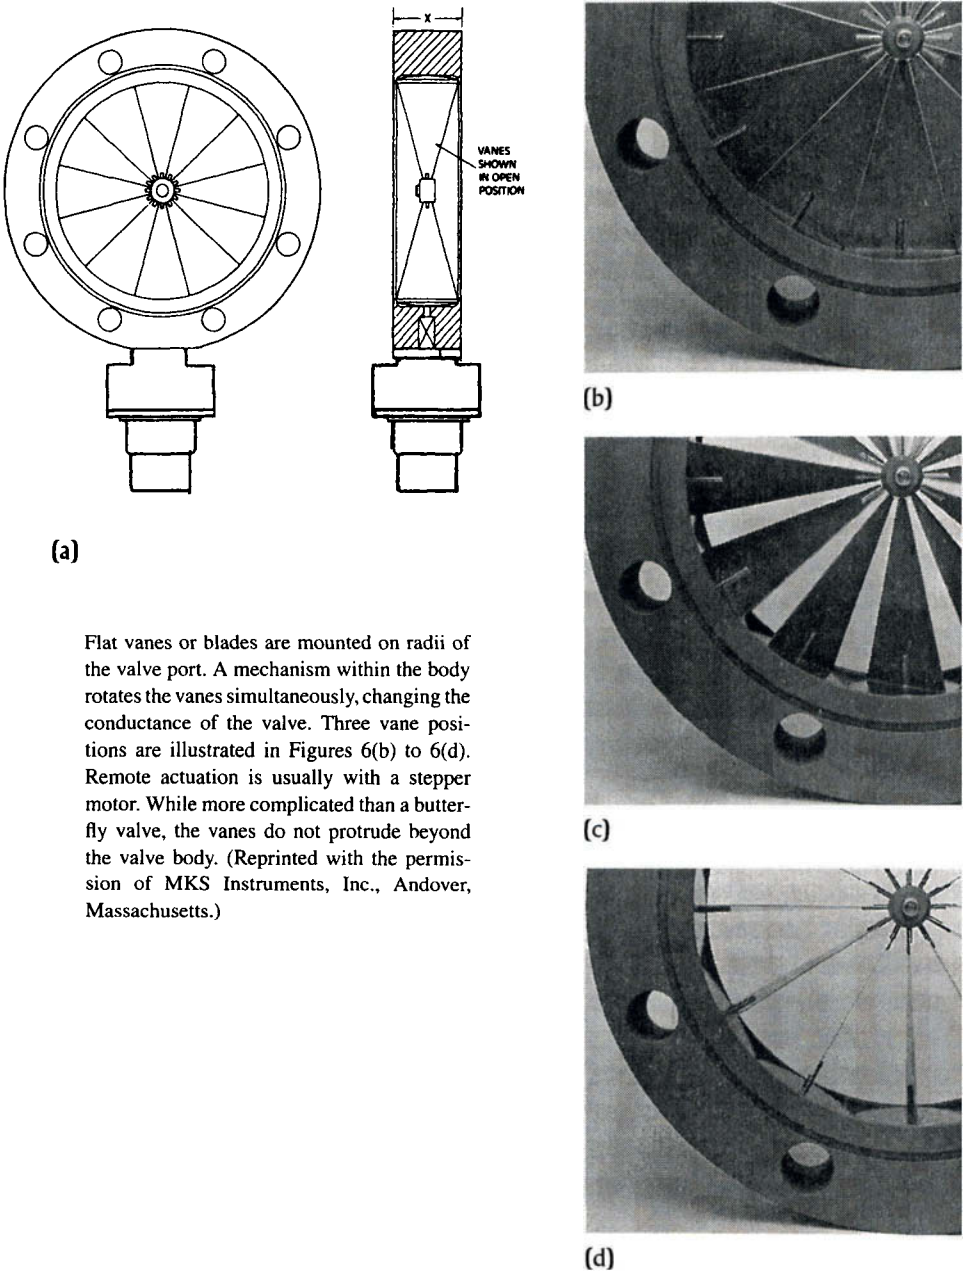 X
VANES
SHOWN
IN OPEN
POSITION
(a)
Flat vanes or blades are mounted on radii of
the valve port. A mechanism within the body
rotates the vanes simultaneously, changing the
conductance of the valve. Three vane posi-
tions are illustrated in Figures 6(b) to 6(d).
Remote actuation is usually with a stepper
motor. While more complicated than a butter-
fly valve, the vanes do not protrude beyond
the valve body. (Reprinted with the permis-
sion of MKS Instruments, Inc., Andover,
Massachusetts.)
(b)
(c)
(d)